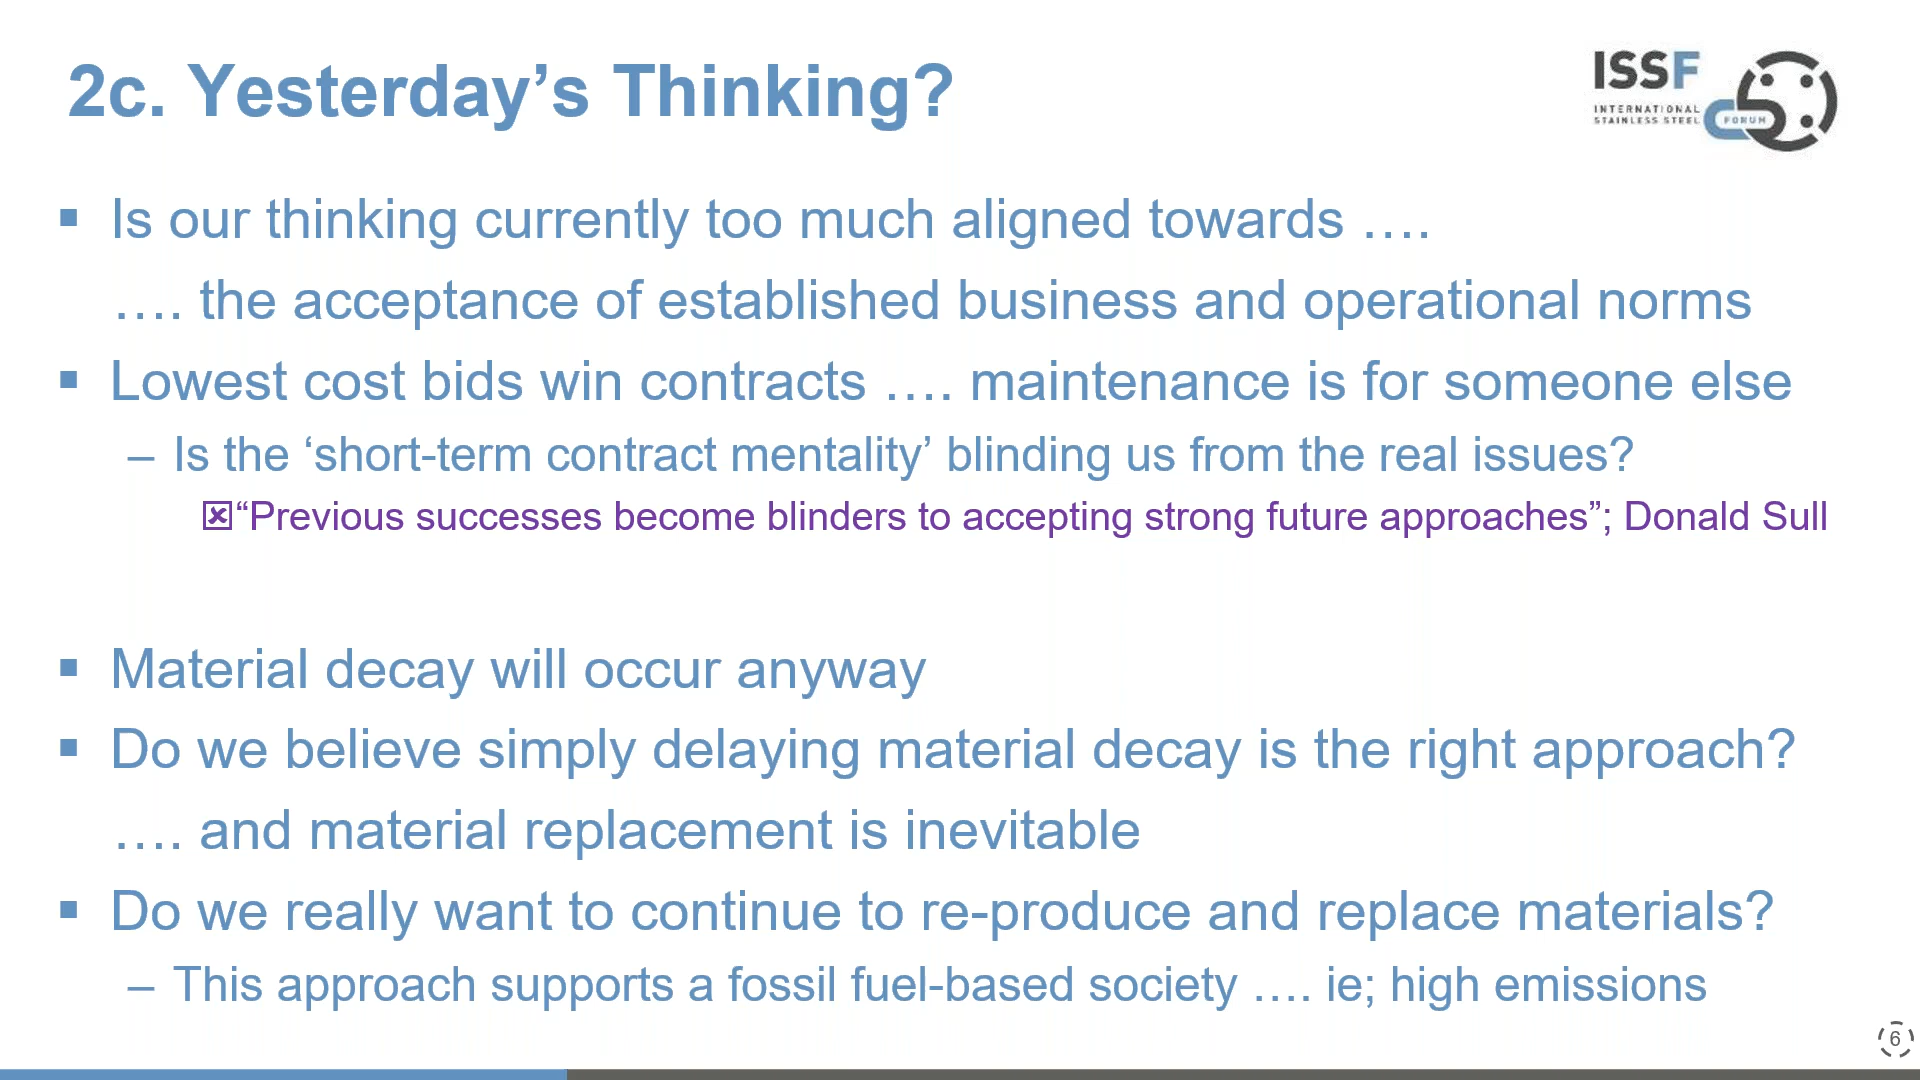 2c. Yesterday’s Thinking?
ISSF
INTERNATIONAL
STAINLESS STEEL
FORUM
▪ Is our thinking currently too much aligned towards ….
…. the acceptance of established business and operational norms
▪ Lowest cost bids win contracts …. maintenance is for someone else
– Is the ‘short-term contract mentality’ blinding us from the real issues?
☒“Previous successes become blinders to accepting strong future approaches”; Donald Sull
▪ Material decay will occur anyway
▪ Do we believe simply delaying material decay is the right approach?
…. and material replacement is inevitable
▪ Do we really want to continue to re-produce and replace materials?
– This approach supports a fossil fuel-based society …. ie; high emissions
6